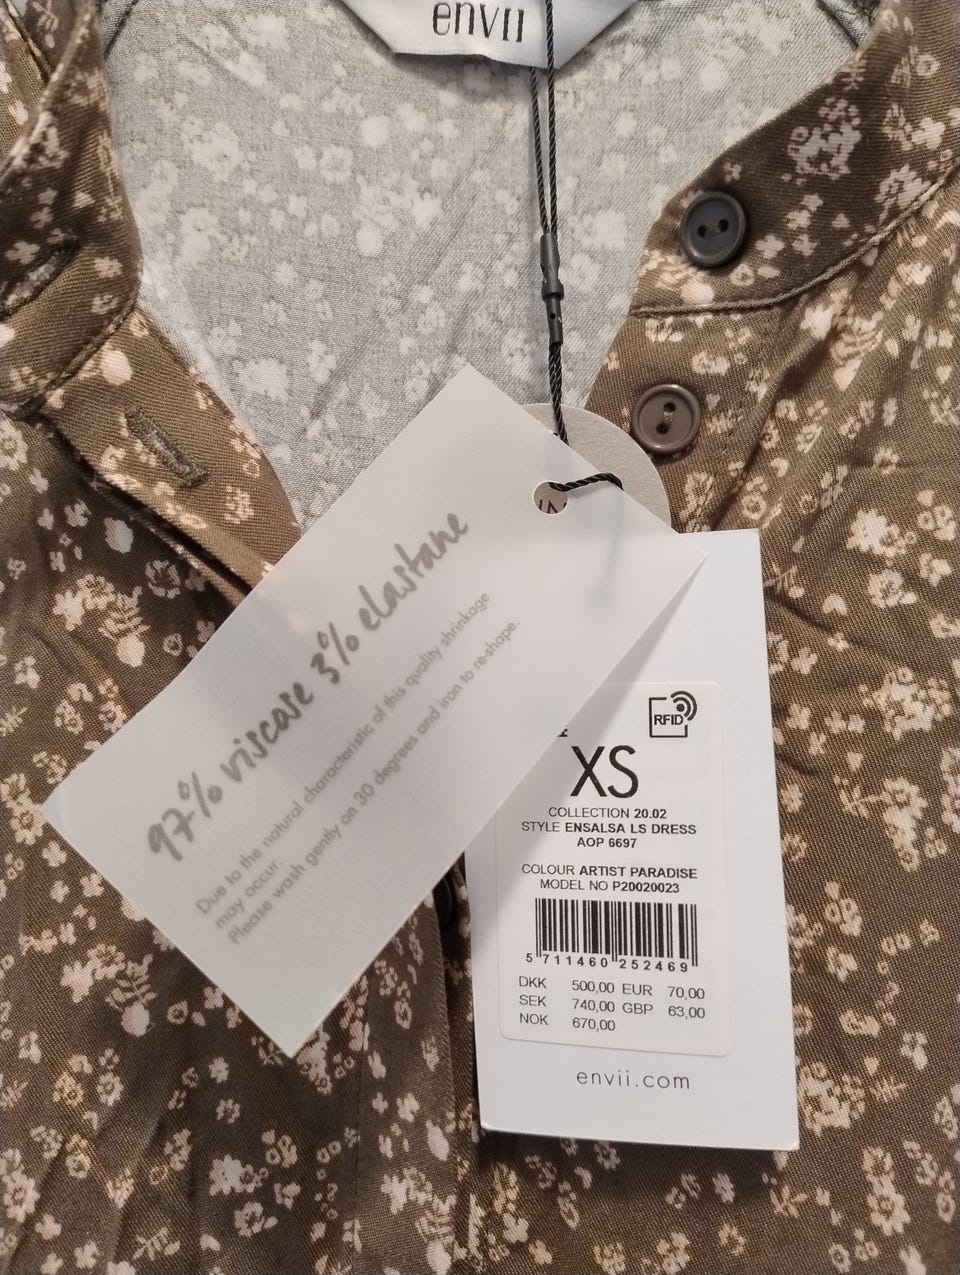 envii
97% viscose 3% elastane
Due to the natural characteristic of this quality shrinkage
may occur.
Please wash gently on 30 degrees and iron to re-shape.
RFID
XS
COLLECTION 20.02
STYLE ENSALSA LS DRESS
AOP 6697
COLOUR ARTIST PARADISE
MODEL NO P20020023
5 711460 252469
DKK 500,00 EUR 70,00
SEK 740,00 GBP 63,00
NOK 670,00
envii.com